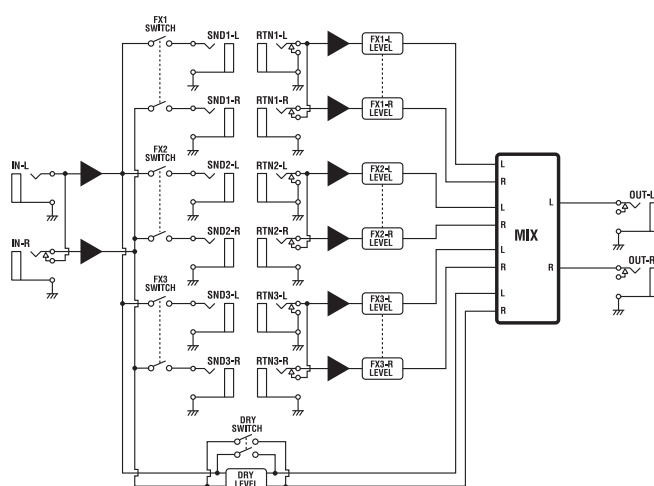 FX1
SWITCH
SND1-L
RTN1-L
FX1-L
LEVEL
SND1-R
RTN1-R
FX1-R
LEVEL
IN-L
FX2
SWITCH
SND2-L
RTN2-L
FX2-L
LEVEL
L
R
L
R
L
R
L
R
MIX
L
R
OUT-L
IN-R
SND2-R
RTN2-R
FX2-R
LEVEL
OUT-R
FX3
SWITCH
SND3-L
RTN3-L
FX3-L
LEVEL
SND3-R
RTN3-R
FX3-R
LEVEL
DRY
SWITCH
DRY
LEVEL